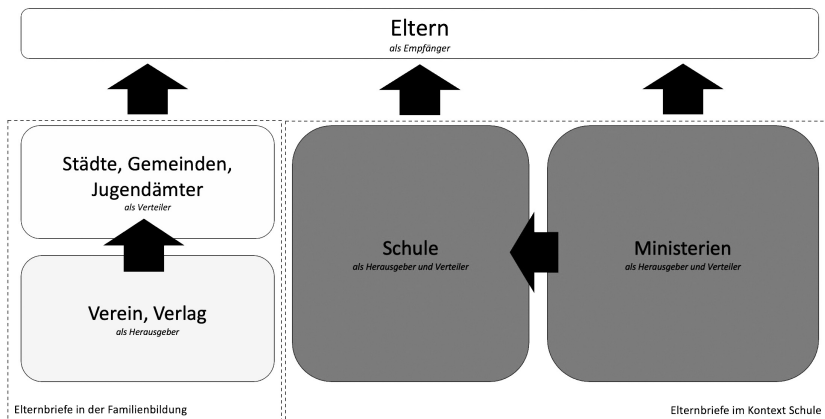 Eltern
als Empfänger
Städte, Gemeinden,
Jugendämter
als Verteiler
Verein, Verlag
als Herausgeber
Schule
als Herausgeber und Verteiler
Ministerien
als Herausgeber und Verteiler
Elternbriefe in der Familienbildung
Elternbriefe im Kontext Schule